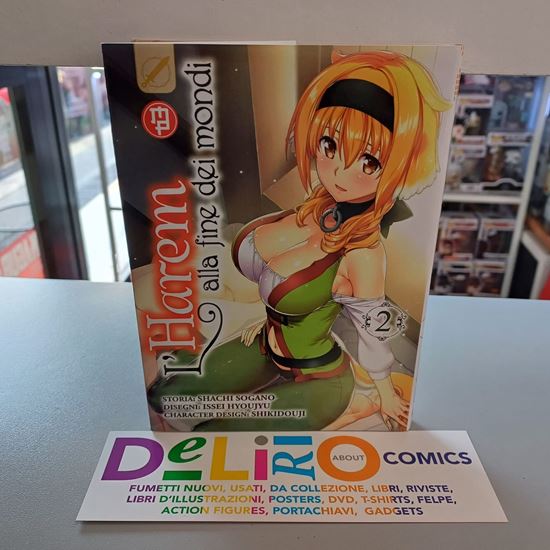 L'Harem
alla fine dei mondi
2
STORIA: SHACHI SOGANO
DISEGNI: ISSEI HYOUJYU
CHARACTER DESIGN: SHIKIDOUJI
DeLiRiO
ABOUT
COMICS
FUMETTI NUOVI, USATI, DA COLLEZIONE, LIBRI, RIVISTE,
LIBRI D'ILLUSTRAZIONI, POSTERS, DVD, T-SHIRTS, FELPE,
ACTION FIGURES, PORTACHIAVI, GADGETS